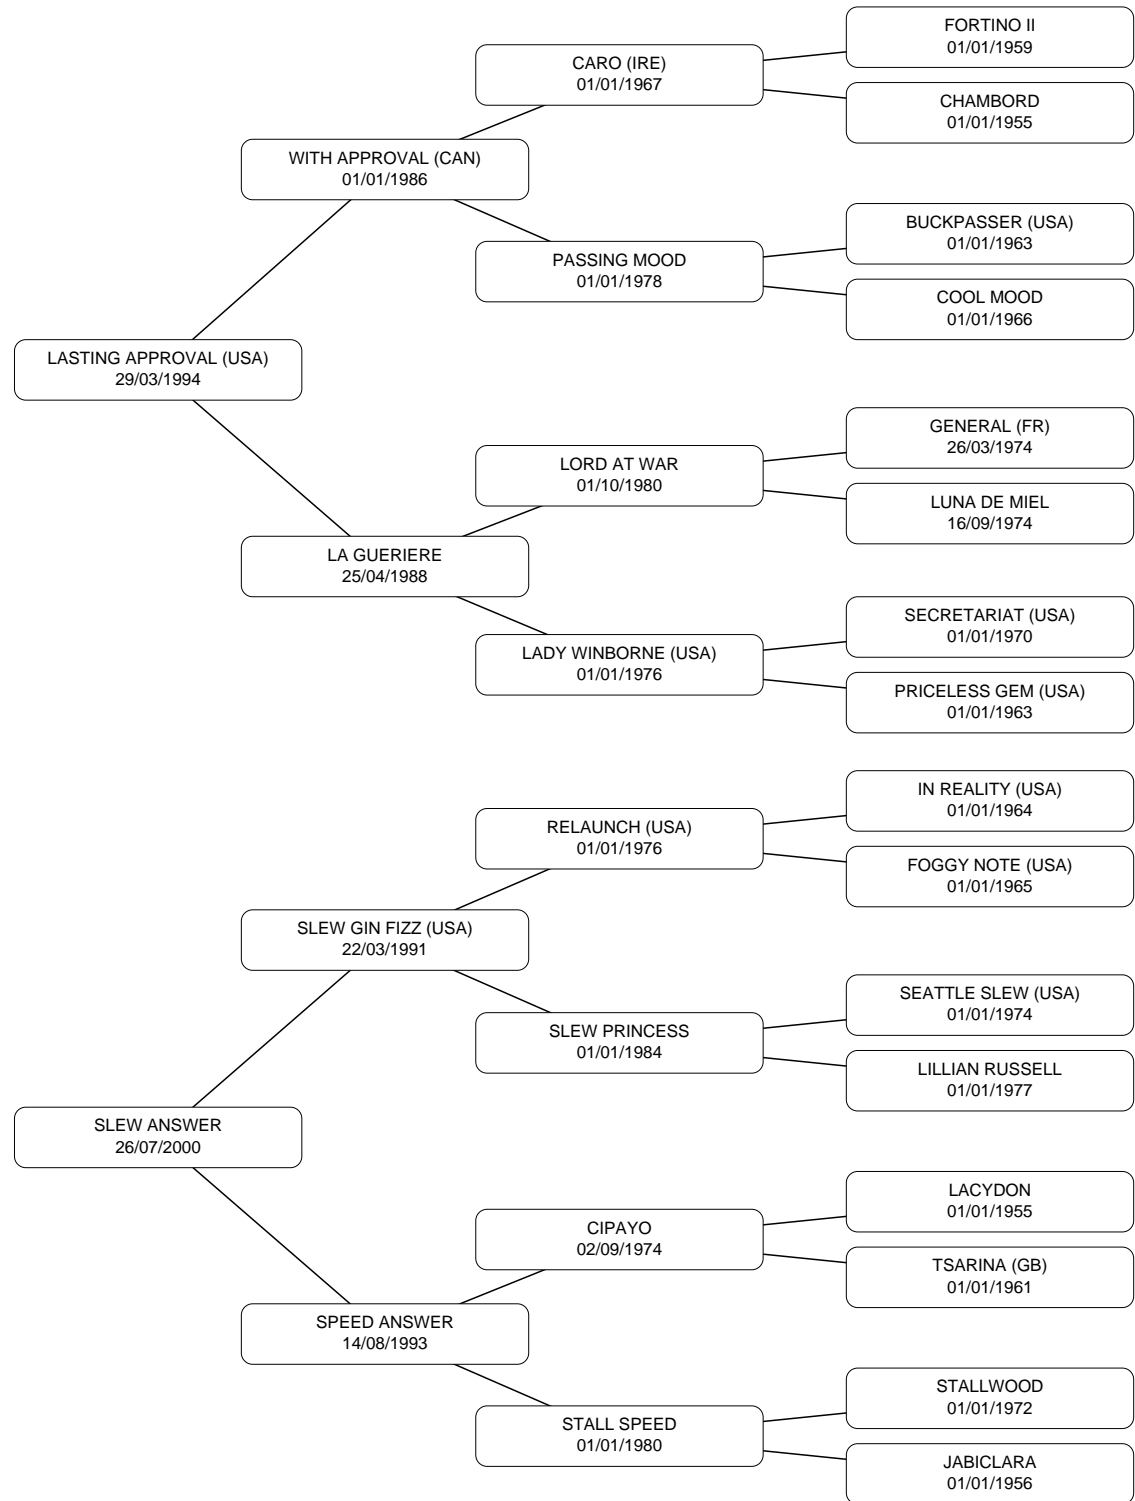 FORTINO II
01/01/1959
CARO (IRE)
01/01/1967
CHAMBORD
01/01/1955
WITH APPROVAL (CAN)
01/01/1986
BUCKPASSER (USA)
01/01/1963
PASSING MOOD
01/01/1978
COOL MOOD
01/01/1966
LASTING APPROVAL (USA)
29/03/1994
GENERAL (FR)
26/03/1974
LORD AT WAR
01/10/1980
LUNA DE MIEL
16/09/1974
LA GUERIERE
25/04/1988
SECRETARIAT (USA)
01/01/1970
LADY WINBORNE (USA)
01/01/1976
PRICELESS GEM (USA)
01/01/1963
IN REALITY (USA)
01/01/1964
RELAUNCH (USA)
01/01/1976
FOGGY NOTE (USA)
01/01/1965
SLEW GIN FIZZ (USA)
22/03/1991
SEATTLE SLEW (USA)
01/01/1974
SLEW PRINCESS
01/01/1984
LILLIAN RUSSELL
01/01/1977
SLEW ANSWER
26/07/2000
LACYDON
01/01/1955
CIPAYO
02/09/1974
TSARINA (GB)
01/01/1961
SPEED ANSWER
14/08/1993
STALLWOOD
01/01/1972
STALL SPEED
01/01/1980
JABICLARA
01/01/1956